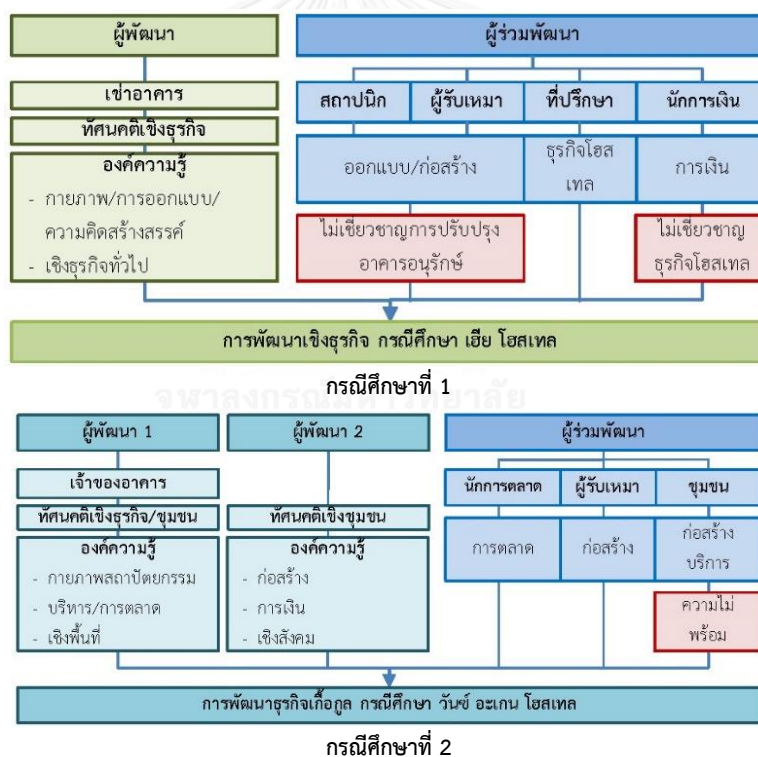 ผู้พัฒนา
ผู้ร่วมพัฒนา
เช่าอาคาร
ทัศนคติเชิงธุรกิจ
องค์ความรู้
- กายภาพ/การออกแบบ/
ความคิดสร้างสรรค์
- เชิงธุรกิจทั่วไป
สถาปนิก
ผู้รับเหมา
ที่ปรึกษา
นักการเงิน
ออกแบบ/ก่อสร้าง
ธุรกิจโฮส
เทล
การเงิน
ไม่เชี่ยวชาญการปรับปรุง
อาคารอนุรักษ์
ไม่เชี่ยวชาญ
ธุรกิจโฮสเทล
การพัฒนาเชิงธุรกิจ กรณีศึกษา เฮีย โฮสเทล
กรณีศึกษาที่ 1
จุฬาลงกรณ์มหาวิทยาลัย
ผู้พัฒนา 1
ผู้พัฒนา 2
ผู้ร่วมพัฒนา
เจ้าของอาคาร
ทัศนคติเชิงธุรกิจ/ชุมชน
องค์ความรู้
- กายภาพสถาปัตยกรรม
- บริหาร/การตลาด
- เชิงพื้นที่
ทัศนคติเชิงชุมชน
องค์ความรู้
- ก่อสร้าง
- การเงิน
- เชิงสังคม
นักการตลาด
ผู้รับเหมา
ชุมชน
การตลาด
ก่อสร้าง
ก่อสร้าง
บริการ
ความไม่
พร้อม
การพัฒนาธุรกิจเกื้อกูล กรณีศึกษา วันซ์ อะเกน โฮสเทล
กรณีศึกษาที่ 2